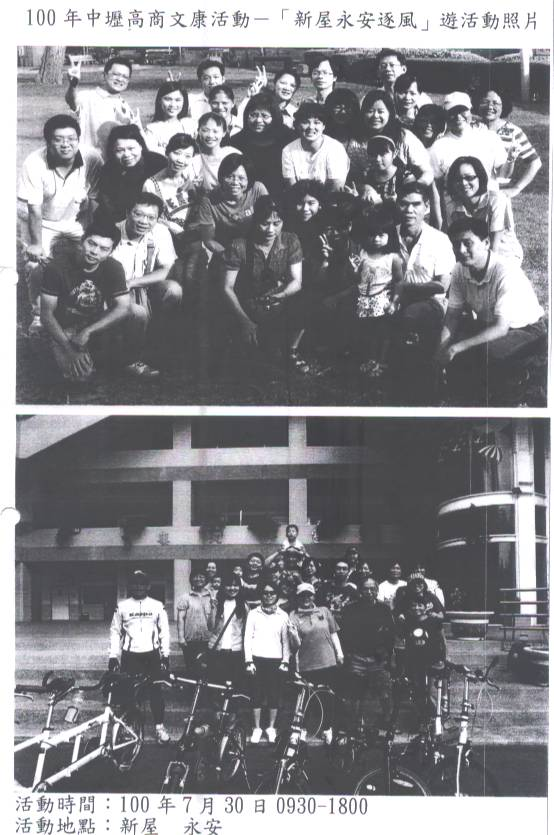 100 年中壢高商文康活動－「新屋永安逐風」遊活動照片
活動時間：100 年 7 月 30 日 0930-1800
活動地點：新屋　永安